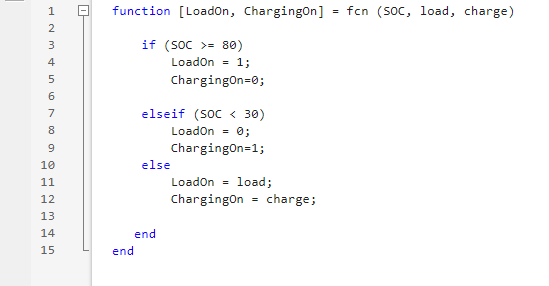 1 function [LoadOn, ChargingOn] = fcn (SOC, load, charge)
2
3 if (SOC >= 80)
4 LoadOn = 1;
5 ChargingOn=0;
6
7 elseif (SOC < 30)
8 LoadOn = 0;
9 ChargingOn=1;
10 else
11 LoadOn = load;
12 ChargingOn = charge;
13
14 end
15 end